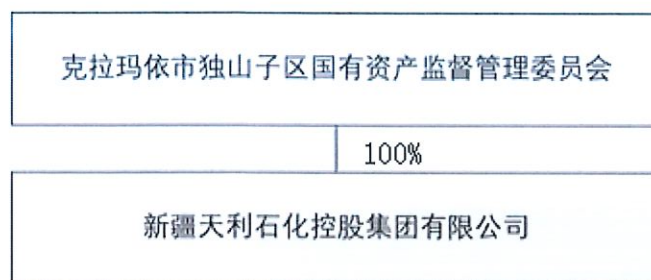 克拉玛依市独山子区国有资产监督管理委员会
100%
新疆天利石化控股集团有限公司